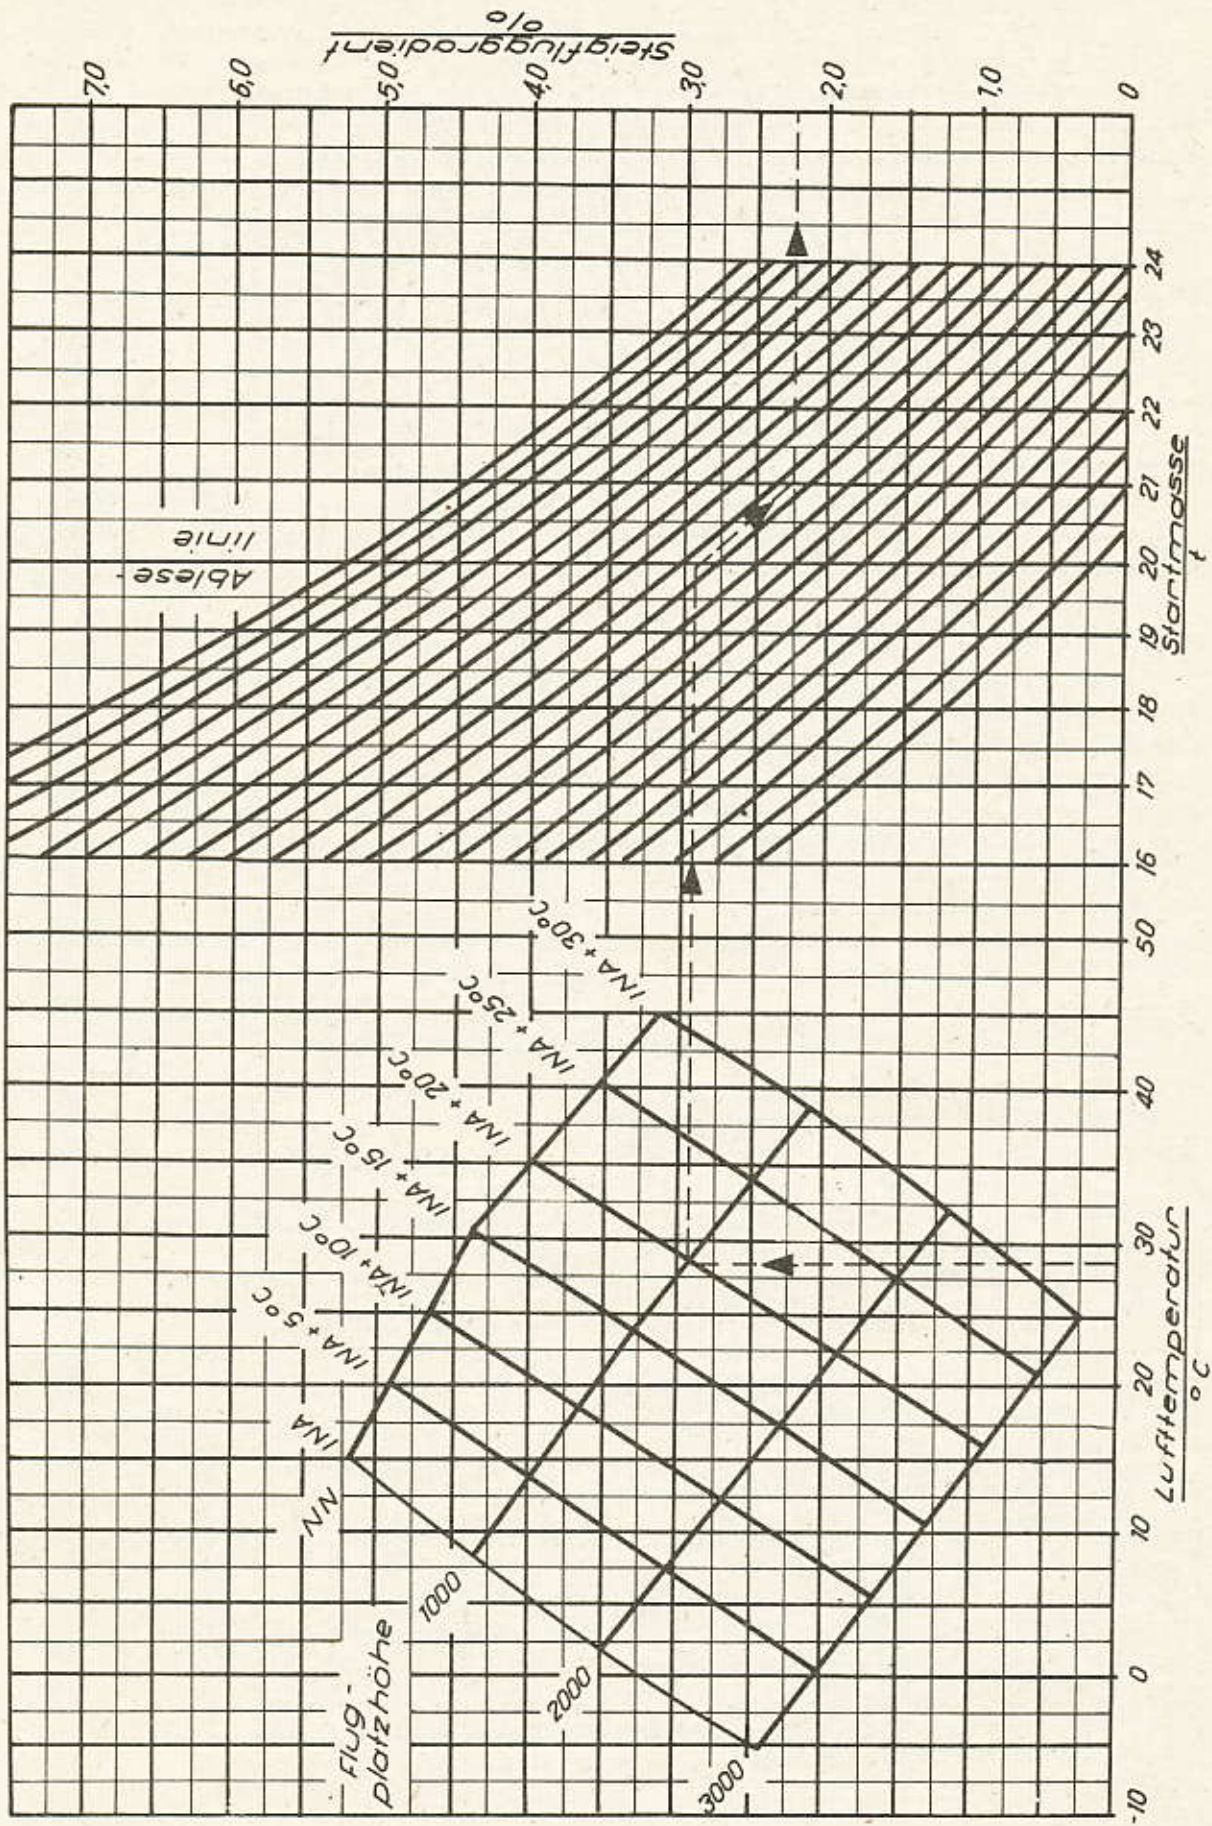 Steigfluggradient
o/o
7,0
6,0
5,0
4,0
3,0
2,0
1,0
0
Ablese-
linie
16
17
18
19
20
21
22
23
24
Startmasse
t
INA
INA + 5°C
INA + 10°C
INA + 15°C
INA + 20°C
INA + 25°C
INA + 30°C
Flug-
platzhöhe
NN
1000
2000
3000
-10
0
10
20
30
40
50
Lufttemperatur
°C